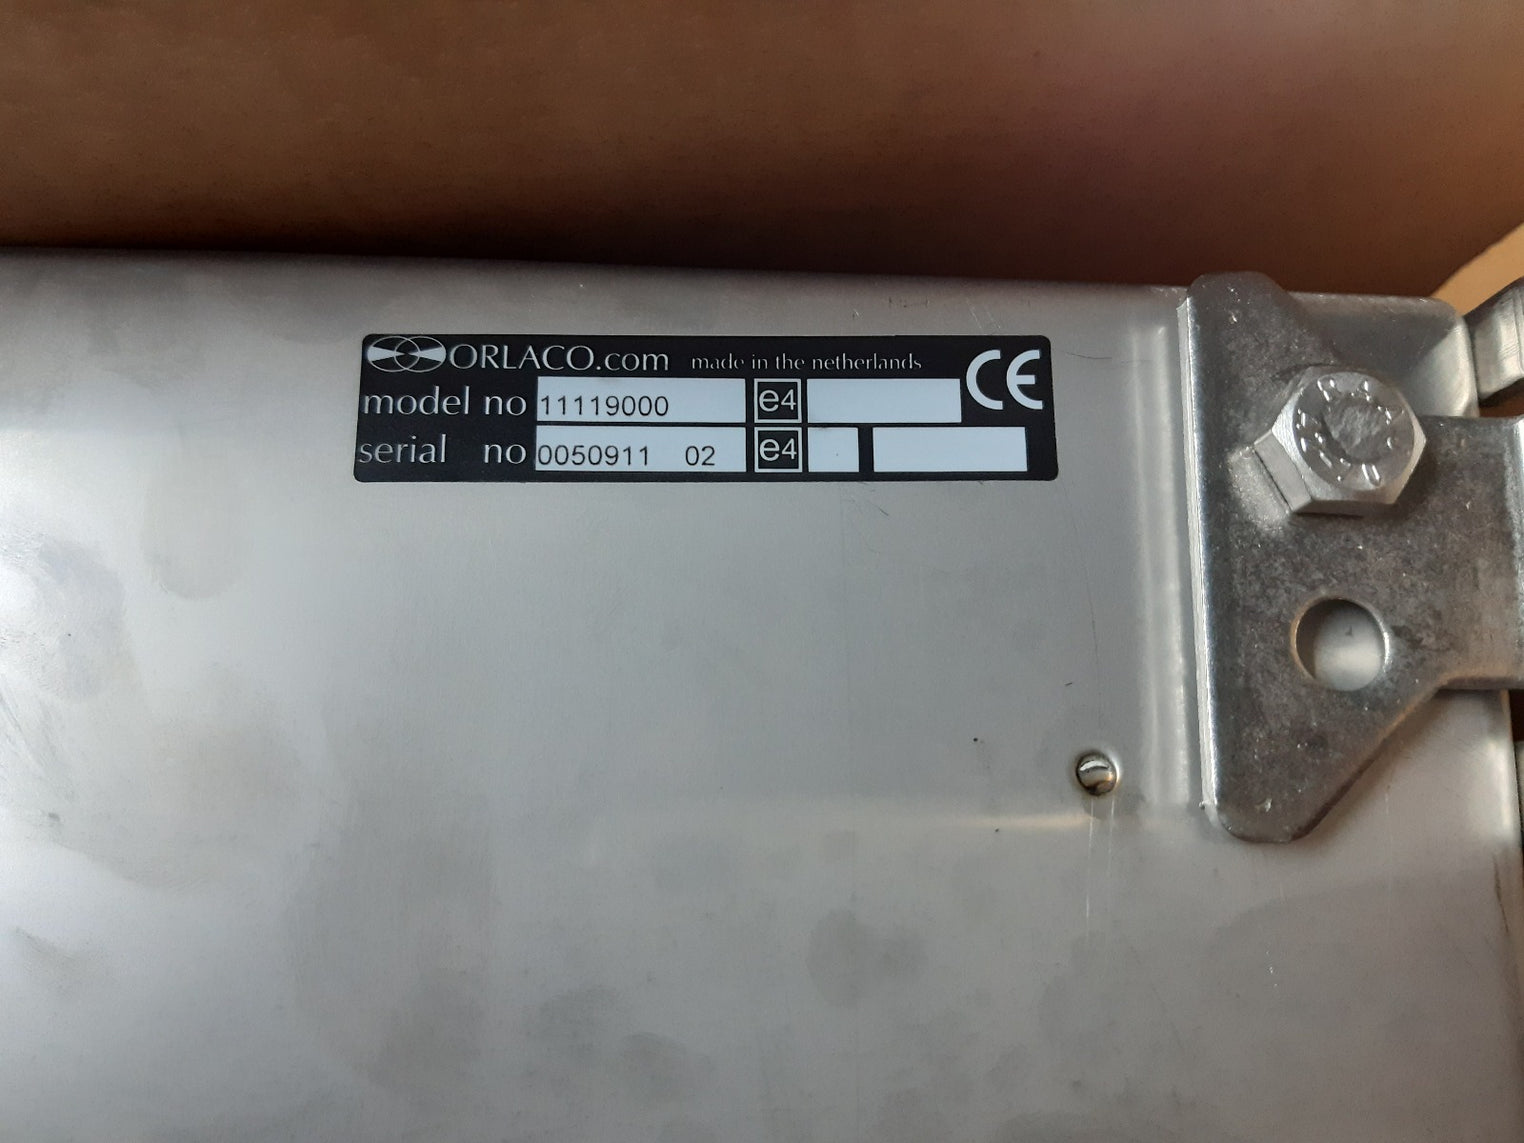 ORLACO.com made in the netherlands CE
model no 11119000 e4
serial no 0050911 02 e4